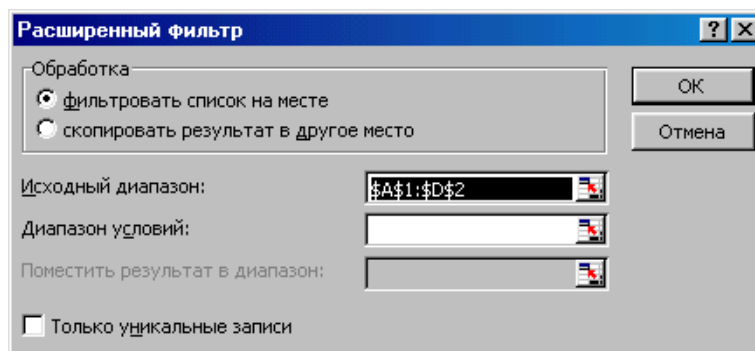 Расширенный фильтр
Обработка
фильтровать список на месте
скопировать результат в другое место
OK
Отмена
Исходный диапазон: $A$1:$D$2
Диапазон условий:
Поместить результат в диапазон:
Только уникальные записи